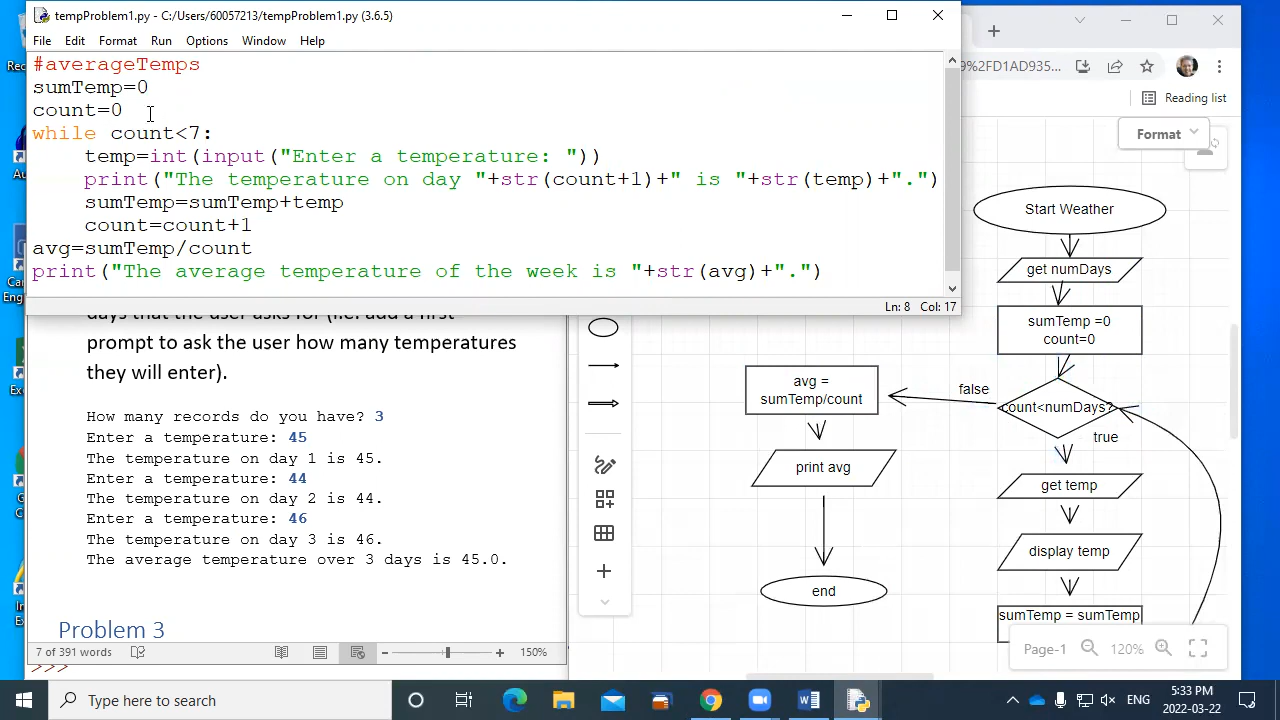 tempProblem1.py - C:/Users/60057213/tempProblem1.py (3.6.5)
File Edit Format Run Options Window Help
#averageTemps
sumTemp=0
count=0
while count<7:
    temp=int(input("Enter a temperature: "))
    print("The temperature on day "+str(count+1)+" is "+str(temp)+".")
    sumTemp=sumTemp+temp
    count=count+1
avg=sumTemp/count
print("The average temperature of the week is "+str(avg)+".")
Ln: 8 Col: 17
days that the user asks for (i.e. add a first
prompt to ask the user how many temperatures
they will enter).
How many records do you have? 3
Enter a temperature: 45
The temperature on day 1 is 45.
Enter a temperature: 44
The temperature on day 2 is 44.
Enter a temperature: 46
The temperature on day 3 is 46.
The average temperature over 3 days is 45.0.
Problem 3
7 of 391 words
150%
>>>
9%2FD1AD935...
Reading list
Format
Start Weather
get numDays
sumTemp =0
count=0
count<numDays?
false
true
avg =
sumTemp/count
print avg
end
get temp
display temp
sumTemp = sumTemp
Page-1
120%
Type here to search
ENG
5:33 PM
2022-03-22